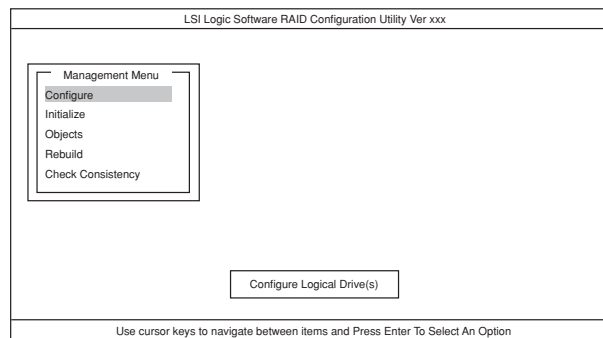 LSI Logic Software RAID Configuration Utility Ver xxx
Management Menu
Configure
Initialize
Objects
Rebuild
Check Consistency
Configure Logical Drive(s)
Use cursor keys to navigate between items and Press Enter To Select An Option